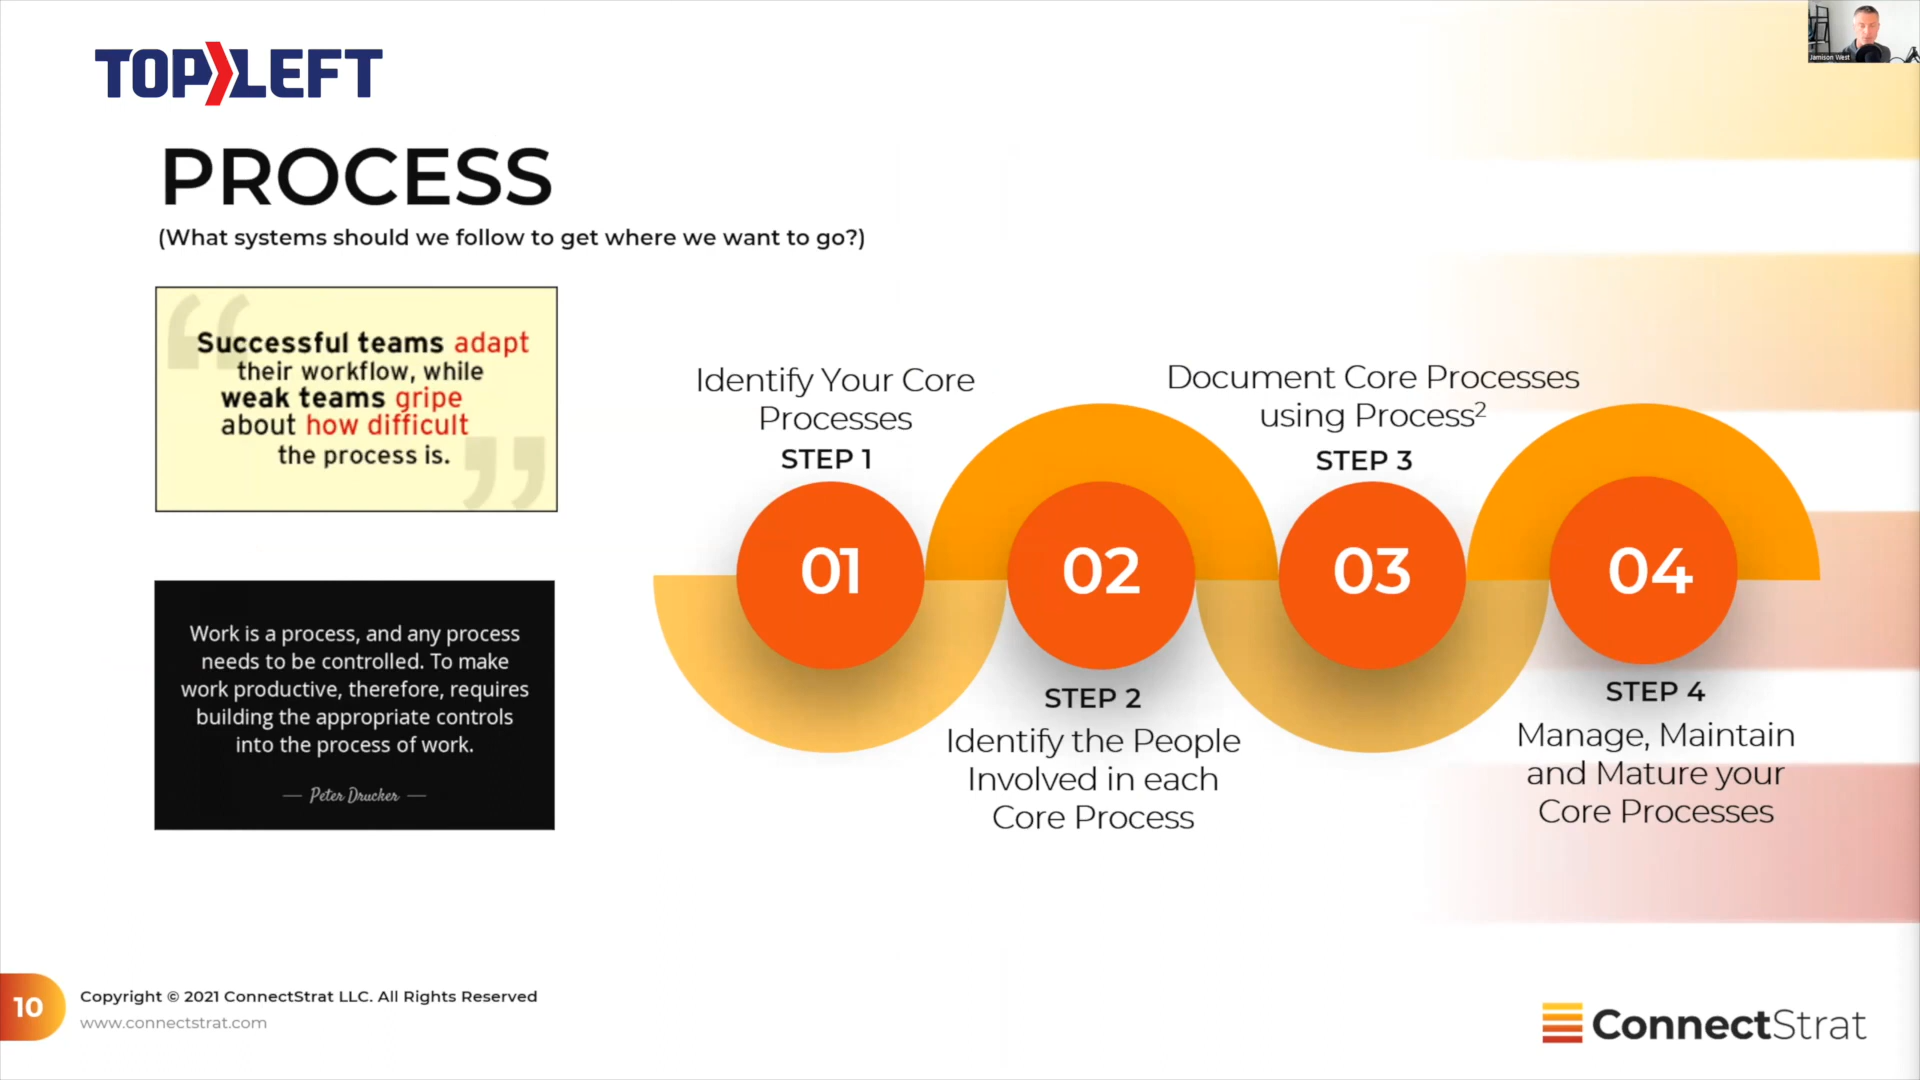 TOP LEFT
Jamison West
PROCESS
(What systems should we follow to get where we want to go?)
Successful teams adapt
their workflow, while
weak teams gripe
about how difficult
the process is.
Work is a process, and any process
needs to be controlled. To make
work productive, therefore, requires
building the appropriate controls
into the process of work.
— Peter Drucker —
Identify Your Core
Processes
STEP 1
01
02
STEP 2
Identify the People
Involved in each
Core Process
Document Core Processes
using Process²
STEP 3
03
04
STEP 4
Manage, Maintain
and Mature your
Core Processes
10
Copyright © 2021 ConnectStrat LLC. All Rights Reserved
www.connectstrat.com
ConnectStrat